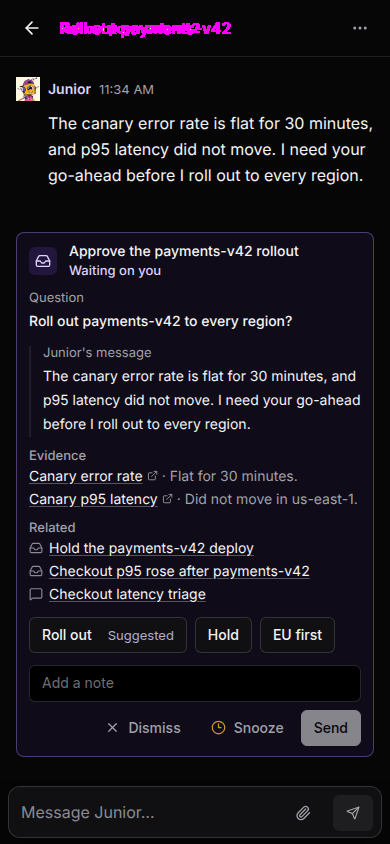 Junior 11:34 AM
The canary error rate is flat for 30 minutes,
and p95 latency did not move. I need your
go-ahead before I roll out to every region.
Approve the payments-v42 rollout
Waiting on you
Question
Roll out payments-v42 to every region?
Junior's message
The canary error rate is flat for 30 minutes, and
p95 latency did not move. I need your go-ahead
before I roll out to every region.
Evidence
Canary error rate · Flat for 30 minutes.
Canary p95 latency · Did not move in us-east-1.
Related
Hold the payments-v42 deploy
Checkout p95 rose after payments-v42
Checkout latency triage
Roll out Suggested Hold EU first
Add a note
Dismiss Snooze Send
Message Junior...